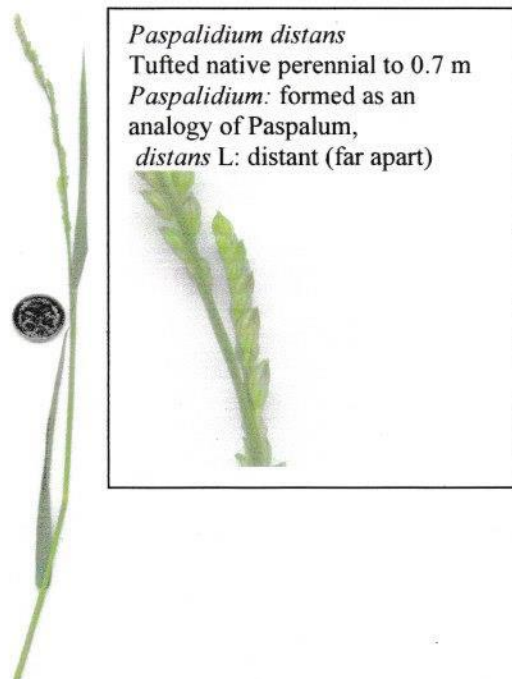 Paspalidium distans
Tufted native perennial to 0.7 m
Paspalidium: formed as an
analogy of Paspalum,
distans L: distant (far apart)